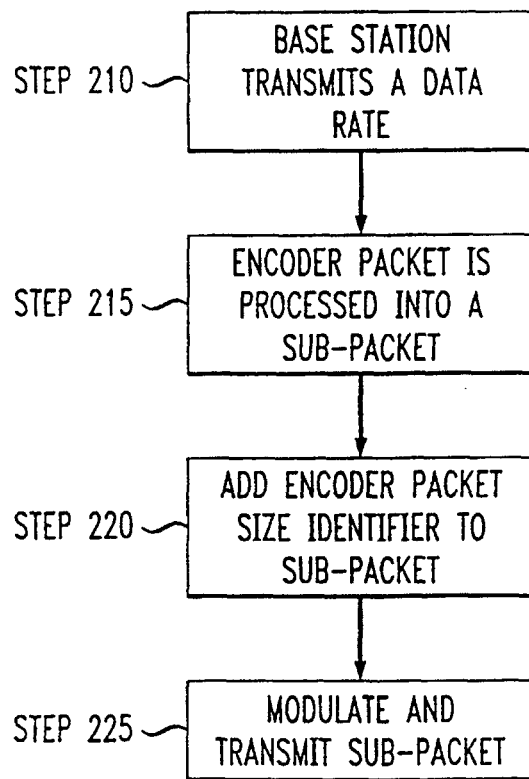 BASE STATION
STEP 210 TRANSMITS A DATA
RATE
ENCODER PACKET IS
STEP 215 PROCESSED INTO A
SUB-PACKET
ADD ENCODER PACKET
STEP 220 SIZE IDENTIFIER TO
SUB-PACKET
MODULATE AND
STEP 225 TRANSMIT SUB-PACKET